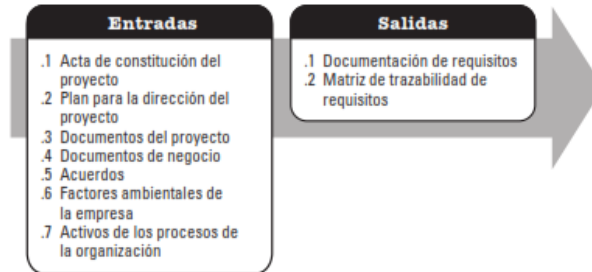 Entradas
.1 Acta de constitución del
proyecto
.2 Plan para la dirección del
proyecto
.3 Documentos del proyecto
.4 Documentos de negocio
.5 Acuerdos
.6 Factores ambientales de
la empresa
.7 Activos de los procesos de
la organización
Salidas
.1 Documentación de requisitos
.2 Matriz de trazabilidad de
requisitos